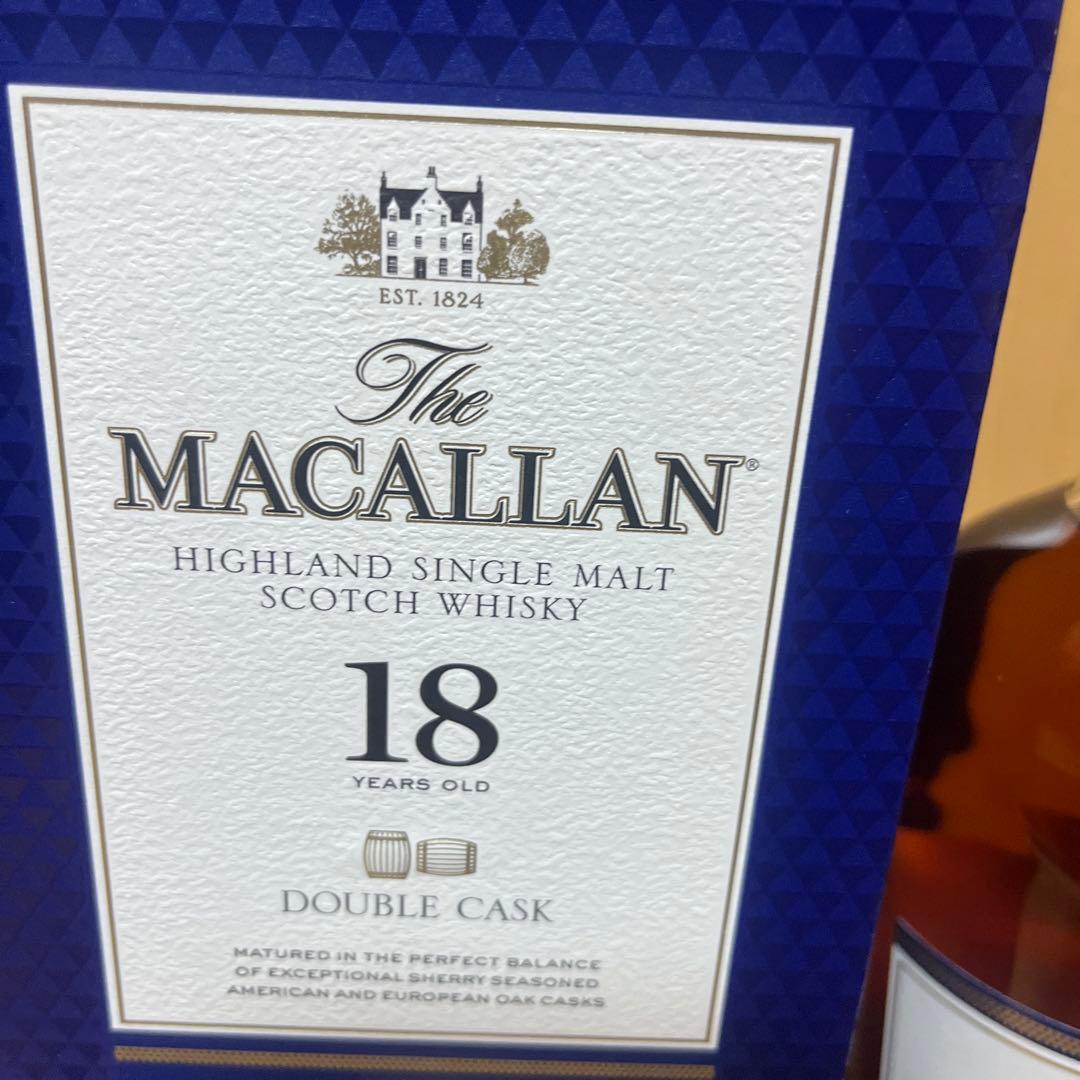 EST. 1824
The
MACALLAN®
HIGHLAND SINGLE MALT
SCOTCH WHISKY
18
YEARS OLD
DOUBLE CASK
MATURED IN THE PERFECT BALANCE
OF EXCEPTIONAL SHERRY SEASONED
AMERICAN AND EUROPEAN OAK CASKS